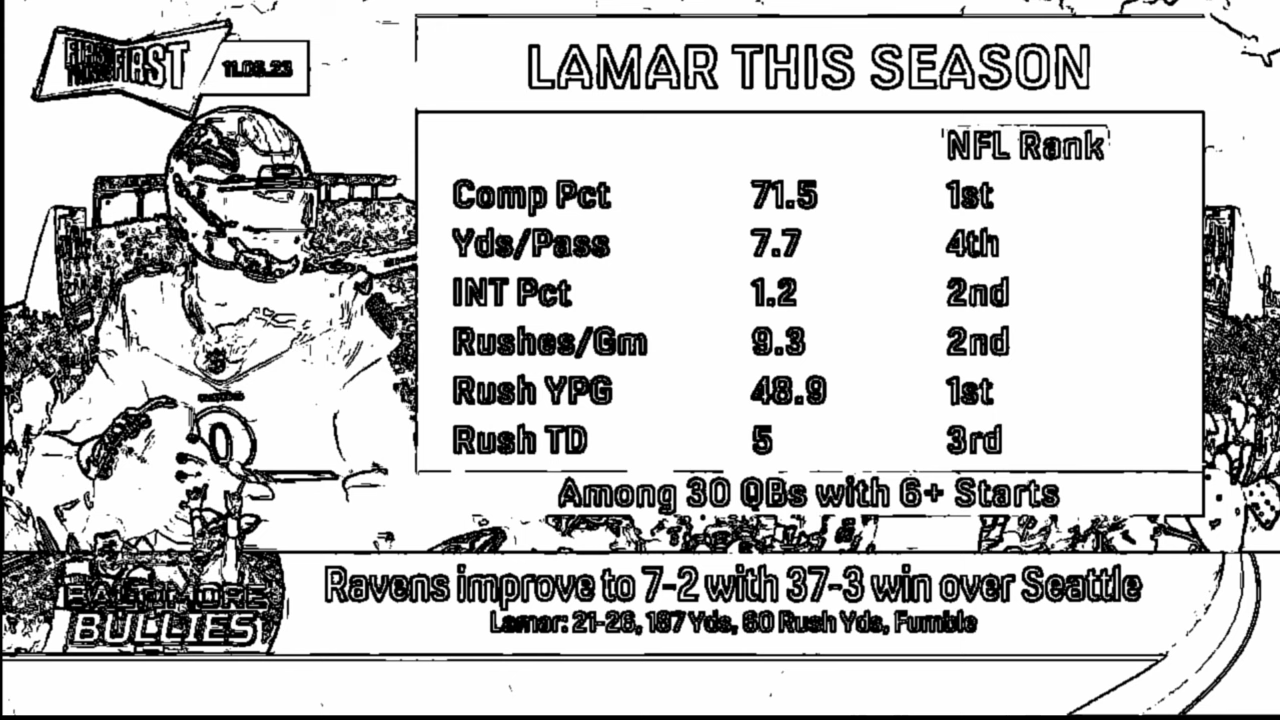 FIRST THINGS FIRST
11.06.23
LAMAR THIS SEASON
NFL Rank
Comp Pct 71.5 1st
Yds/Pass 7.7 4th
INT Pct 1.2 2nd
Rushes/Gm 9.3 2nd
Rush YPG 48.9 1st
Rush TD 5 3rd
Among 30 QBs with 6+ Starts
BALTIMORE
BULLIES
Ravens improve to 7-2 with 37-3 win over Seattle
Lamar: 21-26, 187 Yds, 60 Rush Yds, Fumble